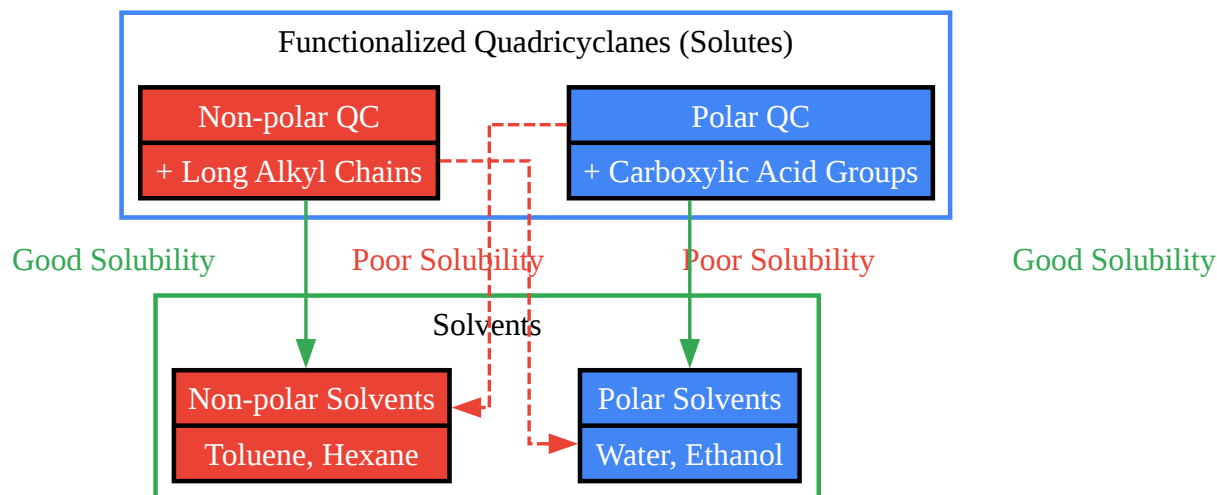 Functionalized Quadricyclanes (Solutes)
Non-polar QC
+ Long Alkyl Chains
Polar QC
+ Carboxylic Acid Groups
Good Solubility
Poor Solubility
Poor Solubility
Good Solubility
Solvents
Non-polar Solvents
Toluene, Hexane
Polar Solvents
Water, Ethanol